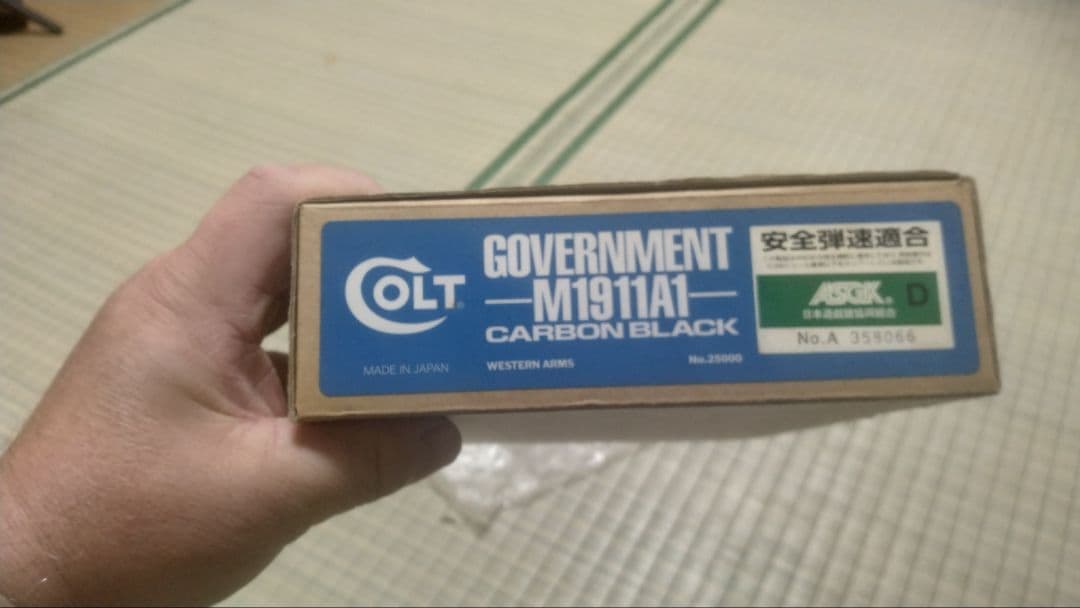 COLT®
MADE IN JAPAN
GOVERNMENT
M1911A1
CARBON BLACK
WESTERN ARMS
No.25000
安全弾速適合
ASGK® D
日本遊戯銃協同組合
No.A 358066